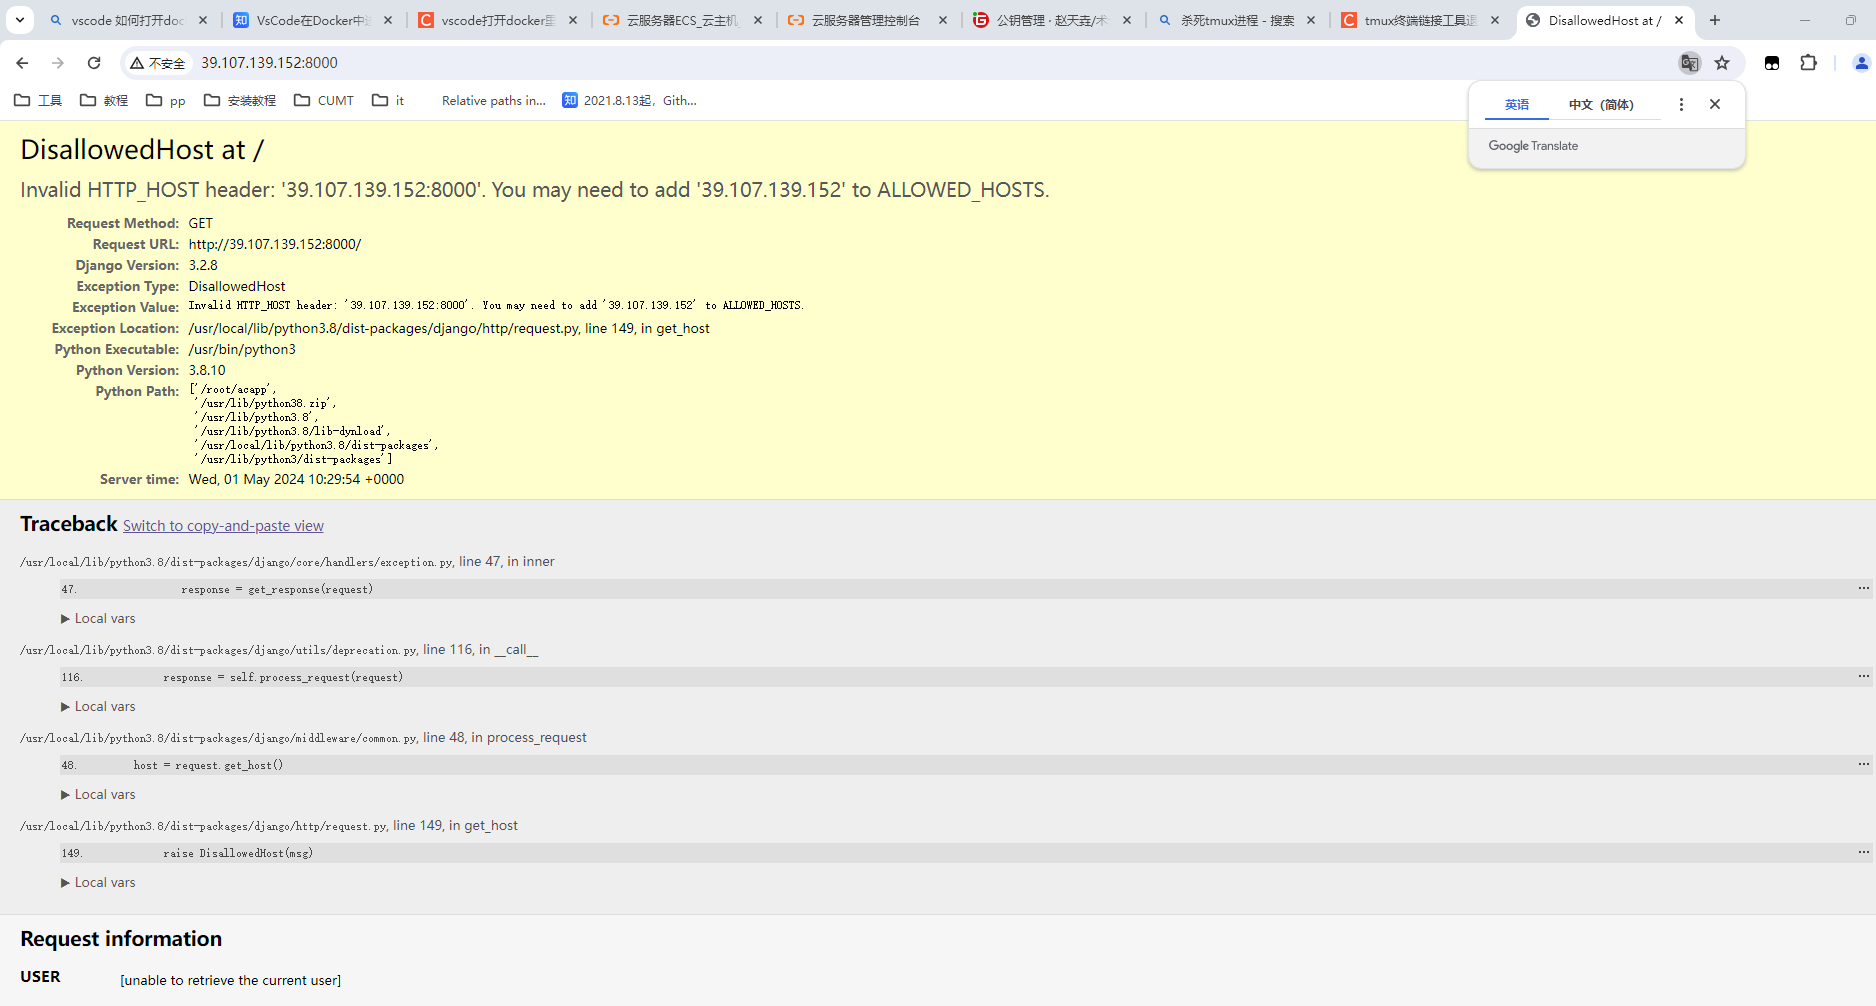 vscode 如何打开doc
VsCode在Docker中
vscode打开docker
云服务器ECS_云主机
云服务器管理控制台
公钥管理 · 赵天垚/术
杀死tmux进程 - 搜索
tmux终端链接工具
DisallowedHost at /
不安全
39.107.139.152:8000
工具
教程
pp
安装教程
CUMT
it
Relative paths in...
知 2021.8.13起，Gith...
英语
中文（简体）
Google Translate
DisallowedHost at /
Invalid HTTP_HOST header: '39.107.139.152:8000'. You may need to add '39.107.139.152' to ALLOWED_HOSTS.
Request Method: GET
Request URL: http://39.107.139.152:8000/
Django Version: 3.2.8
Exception Type: DisallowedHost
Exception Value: Invalid HTTP_HOST header: '39.107.139.152:8000'. You may need to add '39.107.139.152' to ALLOWED_HOSTS.
Exception Location: /usr/local/lib/python3.8/dist-packages/django/http/request.py, line 149, in get_host
Python Executable: /usr/bin/python3
Python Version: 3.8.10
Python Path: ['/root/acapp',
'/usr/lib/python38.zip',
'/usr/lib/python3.8',
'/usr/lib/python3.8/lib-dynload',
'/usr/local/lib/python3.8/dist-packages',
'/usr/lib/python3/dist-packages']
Server time: Wed, 01 May 2024 10:29:54 +0000
Traceback Switch to copy-and-paste view
/usr/local/lib/python3.8/dist-packages/django/core/handlers/exception.py, line 47, in inner
47. response = get_response(request) ...
▶ Local vars
/usr/local/lib/python3.8/dist-packages/django/utils/deprecation.py, line 116, in __call__
116. response = self.process_request(request) ...
▶ Local vars
/usr/local/lib/python3.8/dist-packages/django/middleware/common.py, line 48, in process_request
48. host = request.get_host() ...
▶ Local vars
/usr/local/lib/python3.8/dist-packages/django/http/request.py, line 149, in get_host
149. raise DisallowedHost(msg) ...
▶ Local vars
Request information
USER [unable to retrieve the current user]